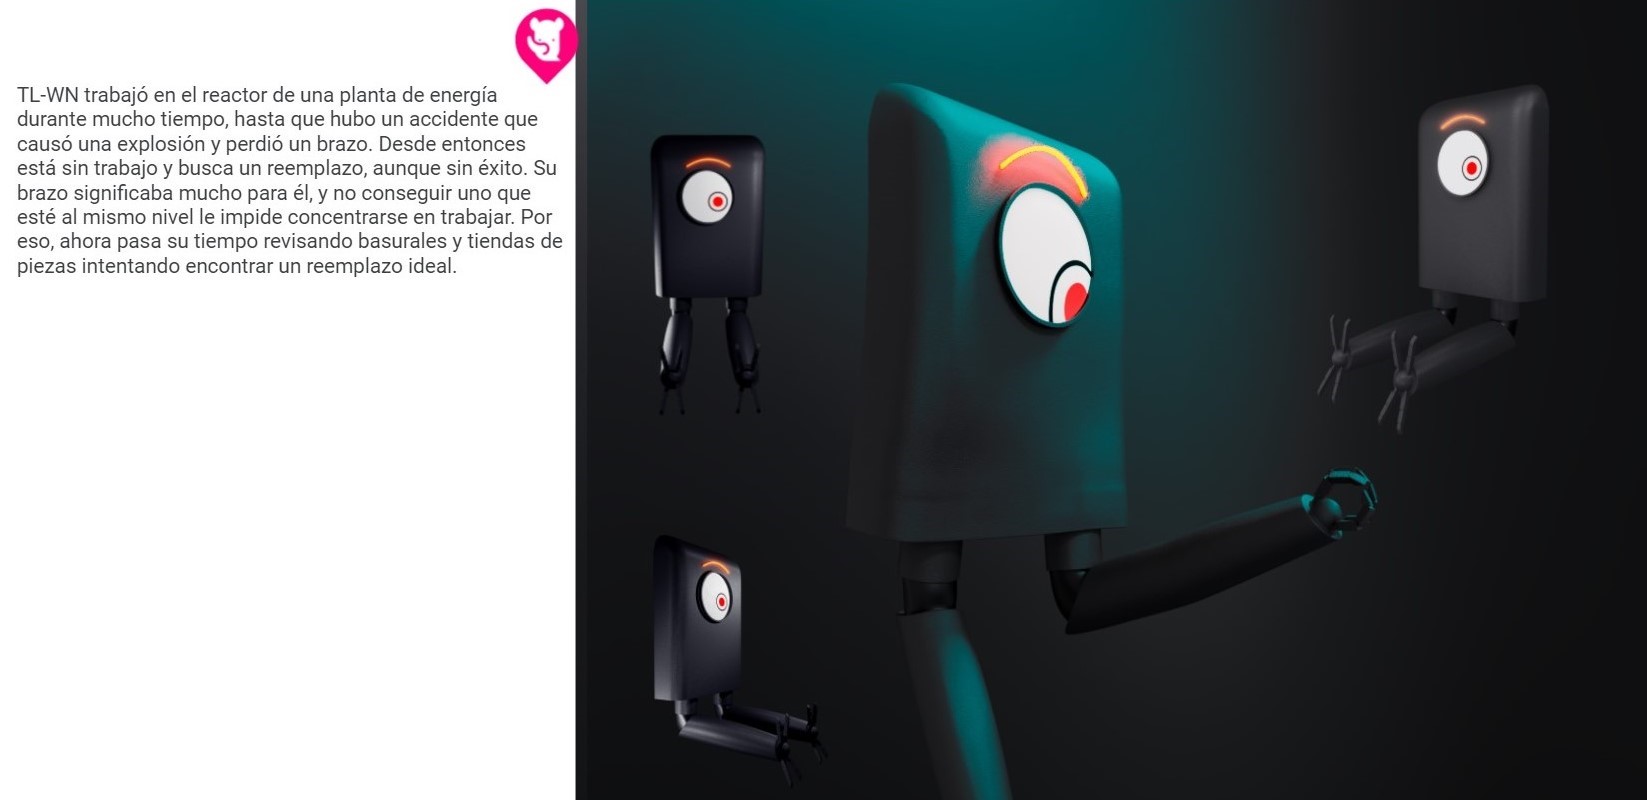 TL-WN trabajó en el reactor de una planta de energía
durante mucho tiempo, hasta que hubo un accidente que
causó una explosión y perdió un brazo. Desde entonces
está sin trabajo y busca un reemplazo, aunque sin éxito. Su
brazo significaba mucho para él, y no conseguir uno que
esté al mismo nivel le impide concentrarse en trabajar. Por
eso, ahora pasa su tiempo revisando basurales y tiendas de
piezas intentando encontrar un reemplazo ideal.